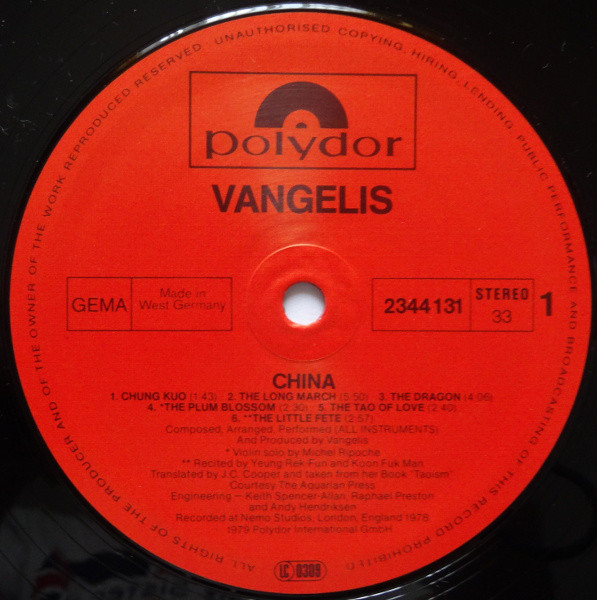 ALL RIGHTS OF THE PRODUCER AND OF THE OWNER OF THE WORK REPRODUCED RESERVED. UNAUTHORISED COPYING, HIRING, LENDING, PUBLIC PERFORMANCE AND BROADCASTING OF THIS RECORD PROHIBITED.
polydor
VANGELIS
GEMA
Made in
West Germany
2344 131
STEREO
33
1
CHINA
1. CHUNG KUO (1:43) 2. THE LONG MARCH (5:50) 3. THE DRAGON (4:06)
4. *THE PLUM BLOSSOM (2:30) 5. THE TAO OF LOVE (2:40)
6. **THE LITTLE FETE (2:57)
Composed, Arranged, Performed (ALL INSTRUMENTS)
And Produced by Vangelis
* Violin solo by Michel Ripoche
** Recited by Yeung Rek-Fun and Koon Fuk Man
Translated by J. C. Cooper and taken from her Book "Taoism"
Courtesy The Aquarian Press
Engineering – Keith Spencer-Allan, Raphael Preston
and Andy Hendriksen
Recorded at Nemo Studios, London, England 1978
1979 Polydor International GmbH
LC 0309